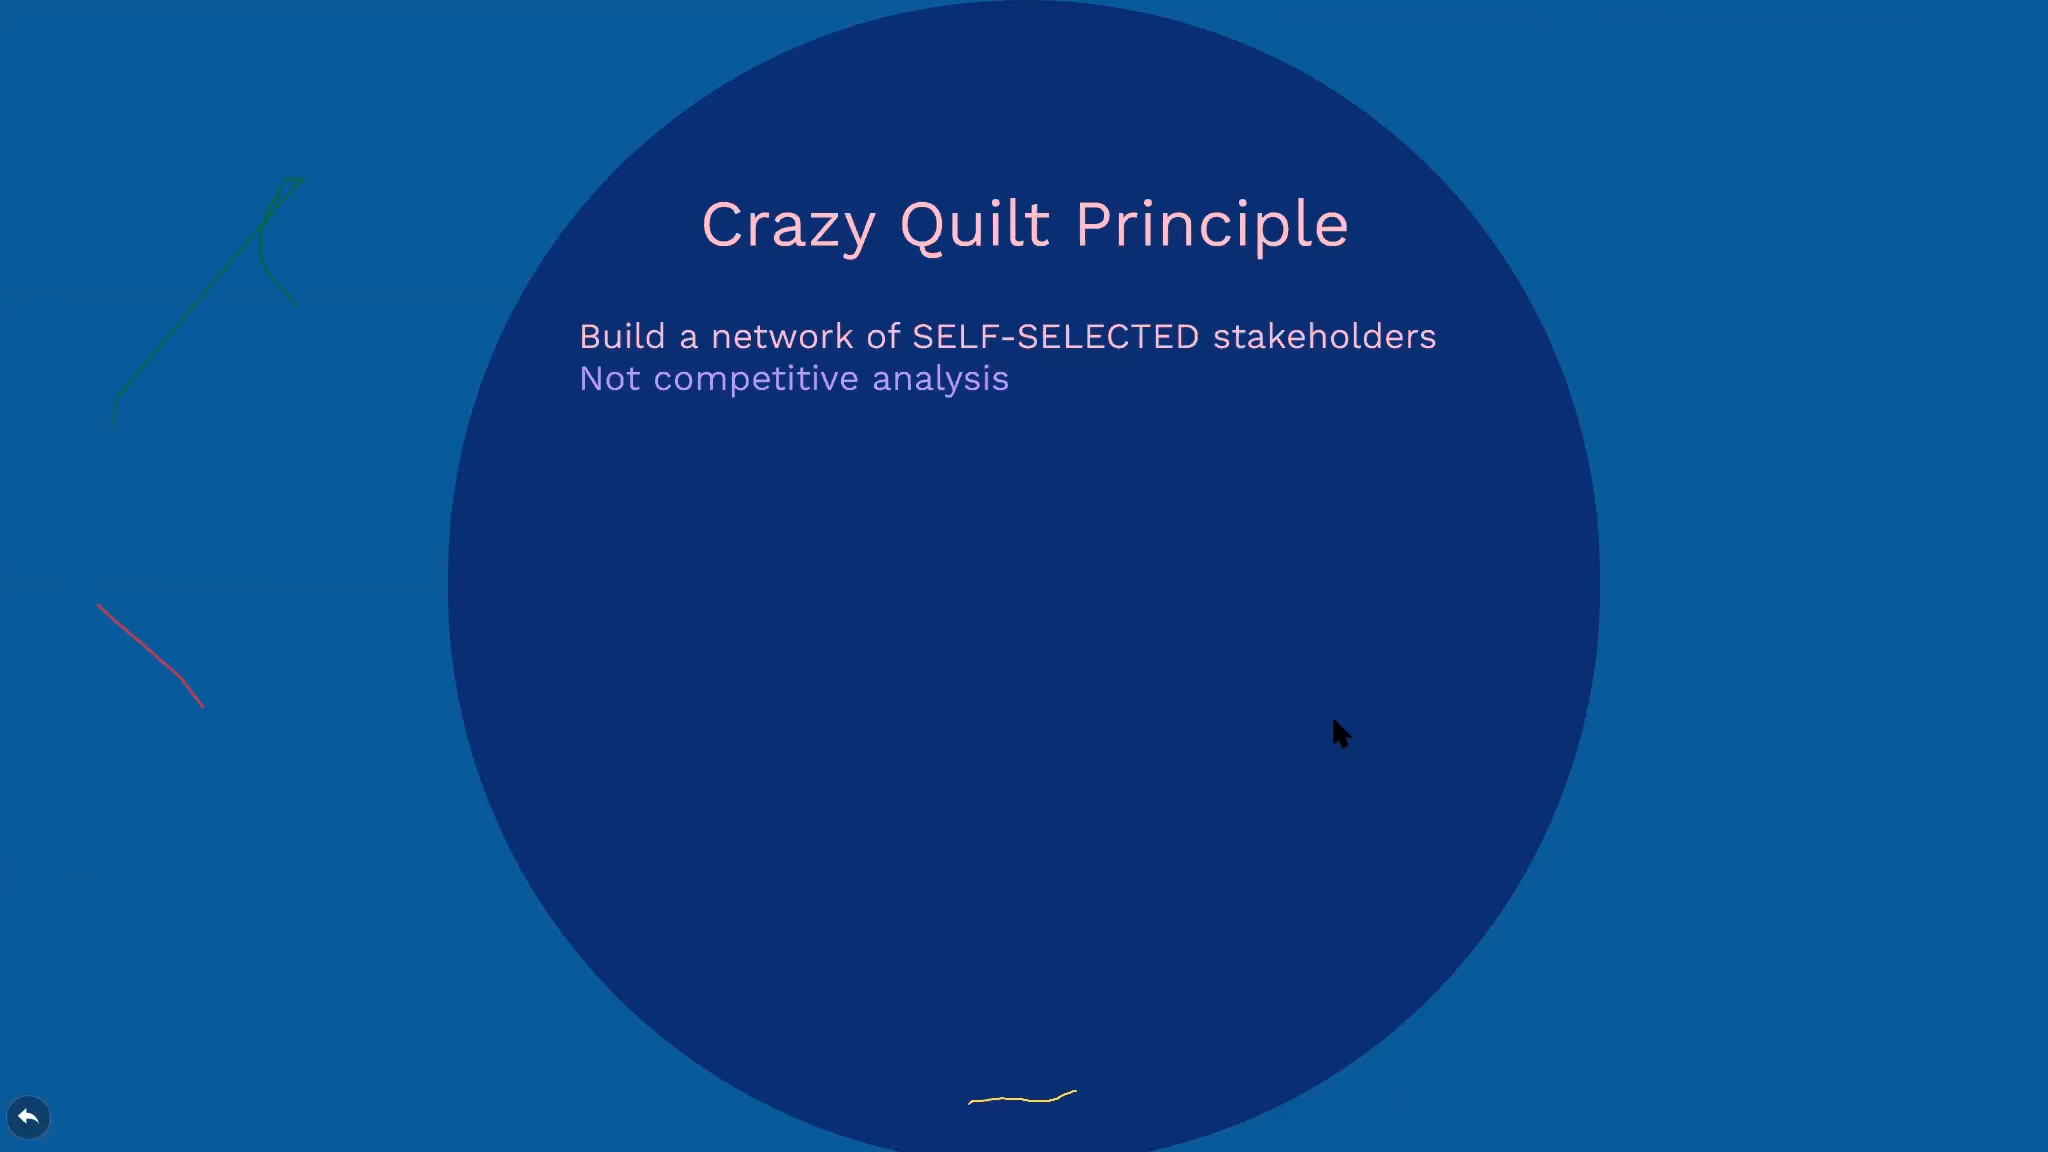 Crazy Quilt Principle
Build a network of SELF-SELECTED stakeholders
Not competitive analysis